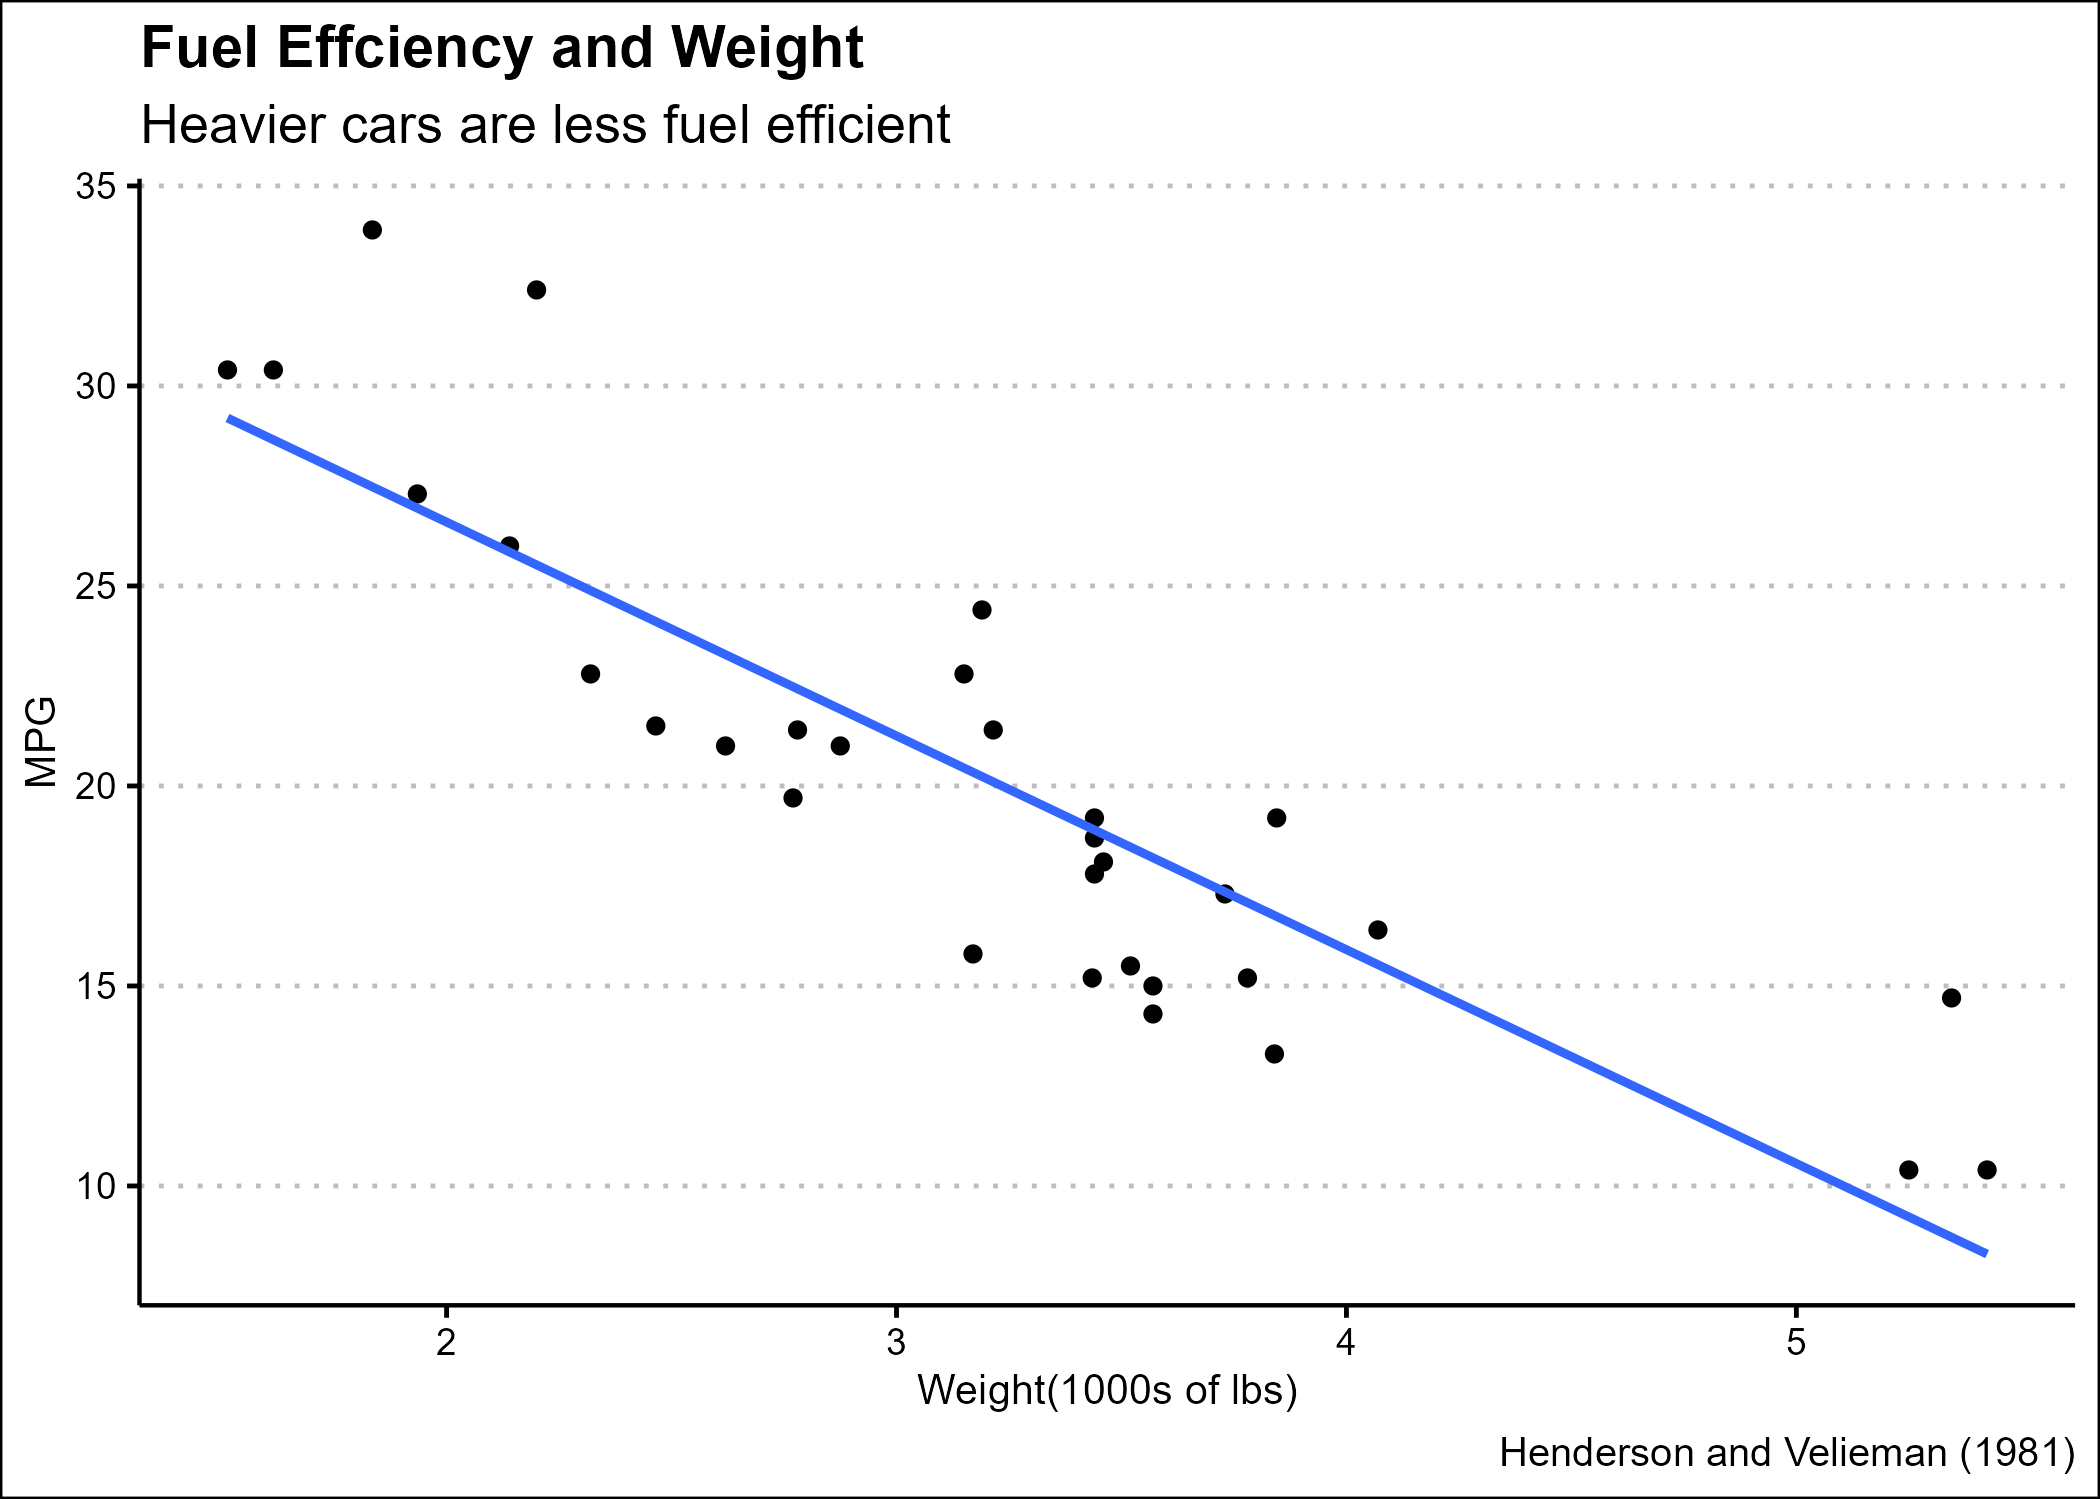 Fuel Effciency and Weight
Heavier cars are less fuel efficient
35
30
25
20
15
10
MPG
2 3 4 5
Weight(1000s of lbs)
Henderson and Velieman (1981)